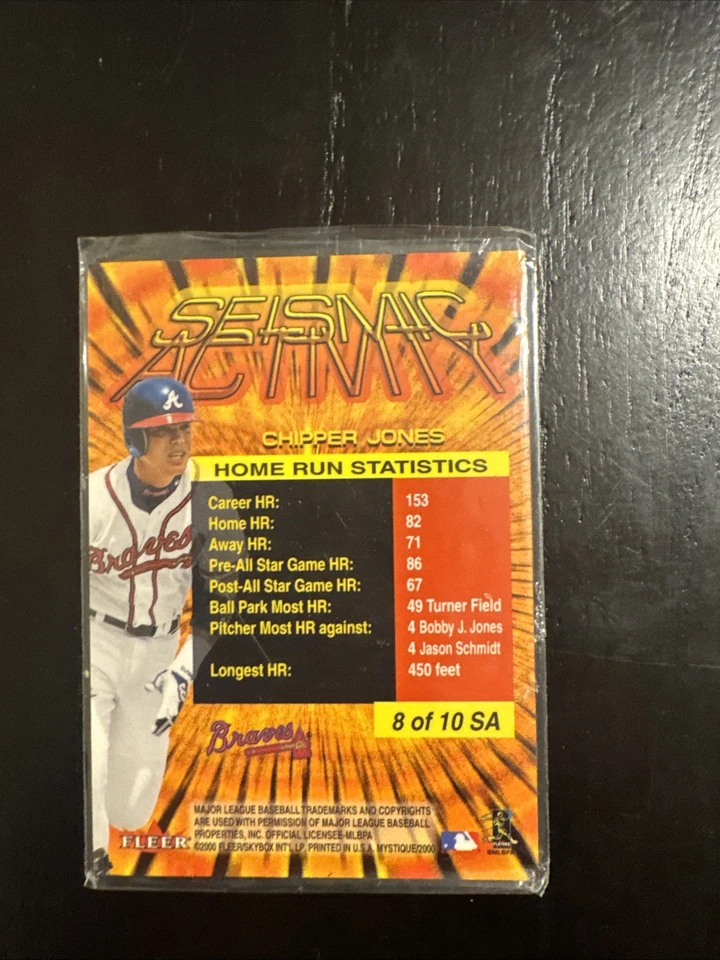 SEISMIC
ACTIVITY
A
CHIPPER JONES
HOME RUN STATISTICS
Career HR: 153
Home HR: 82
Away HR: 71
Pre-All Star Game HR: 86
Post-All Star Game HR: 67
Ball Park Most HR: 49 Turner Field
Pitcher Most HR against: 4 Bobby J. Jones
4 Jason Schmidt
Longest HR: 450 feet
Braves
8 of 10 SA
Braves
MAJOR LEAGUE BASEBALL TRADEMARKS AND COPYRIGHTS
ARE USED WITH PERMISSION OF MAJOR LEAGUE BASEBALL
PROPERTIES, INC. OFFICIAL LICENSEE-MLBPA
FLEER ©2000 FLEER/SKYBOX INT'L LP. PRINTED IN U.S.A. MYSTIQUE/2000
©MLBPA